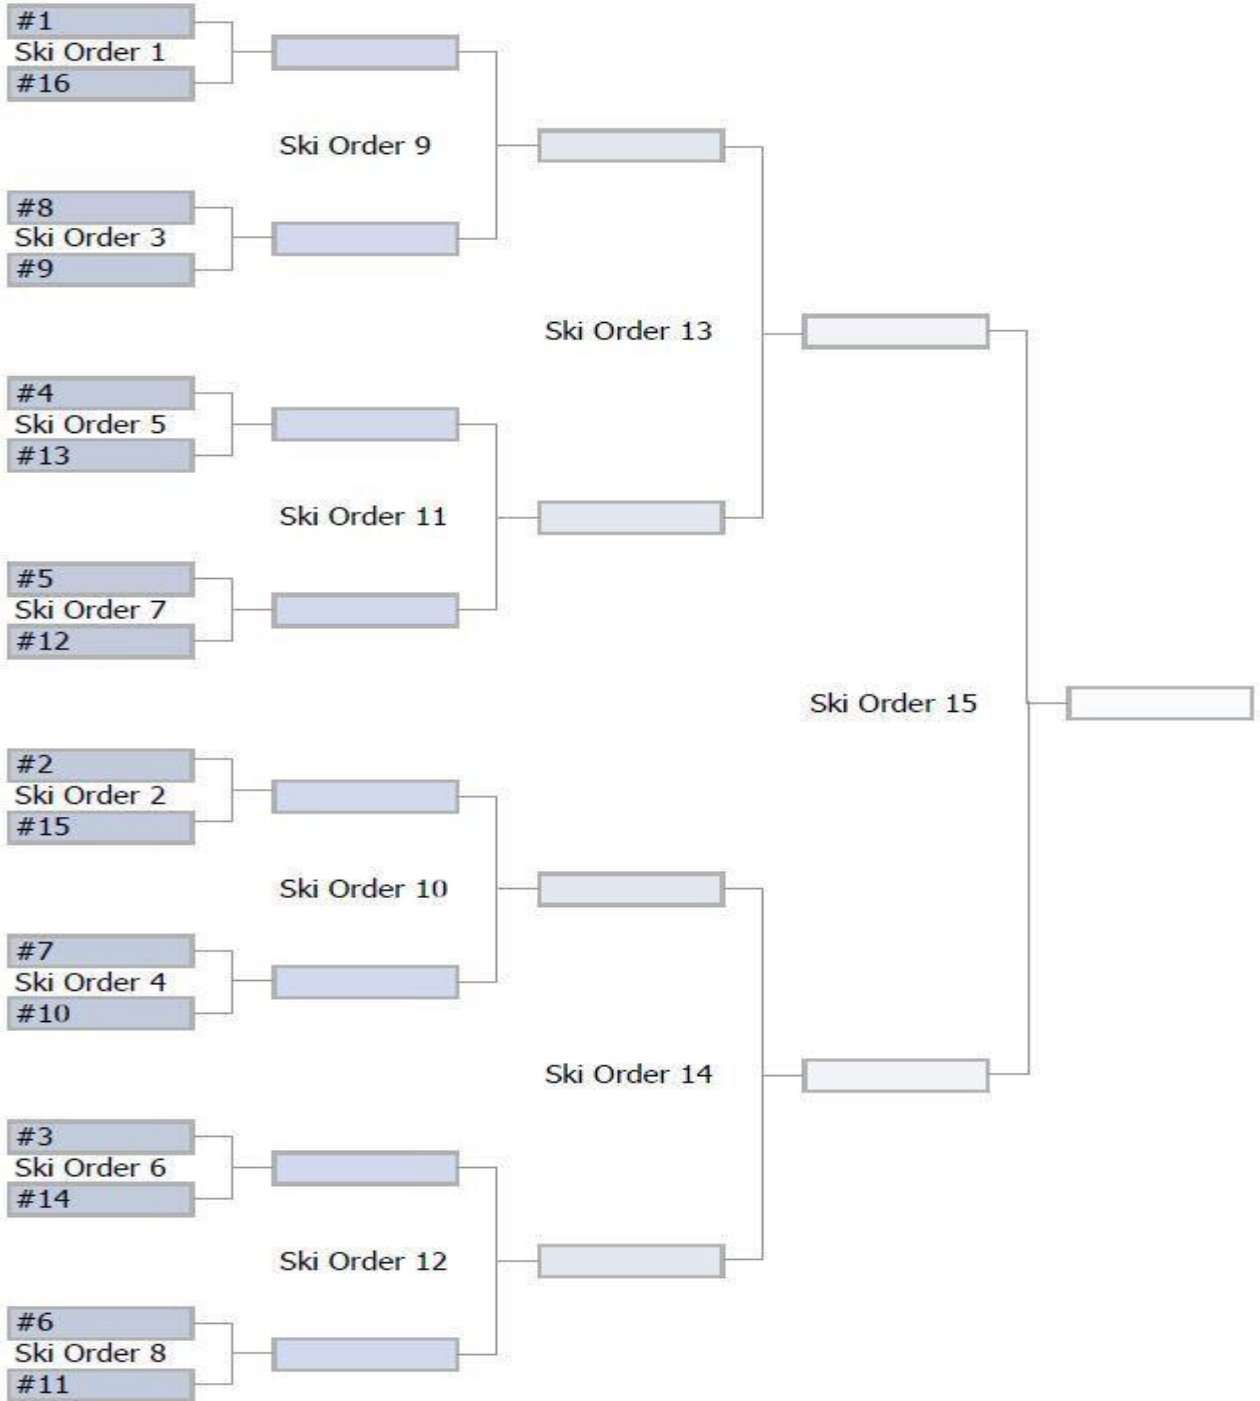 #1
Ski Order 1
#16
Ski Order 9
#8
Ski Order 3
#9
Ski Order 13
#4
Ski Order 5
#13
Ski Order 11
#5
Ski Order 7
#12
Ski Order 15
#2
Ski Order 2
#15
Ski Order 10
#7
Ski Order 4
#10
Ski Order 14
#3
Ski Order 6
#14
Ski Order 12
#6
Ski Order 8
#11